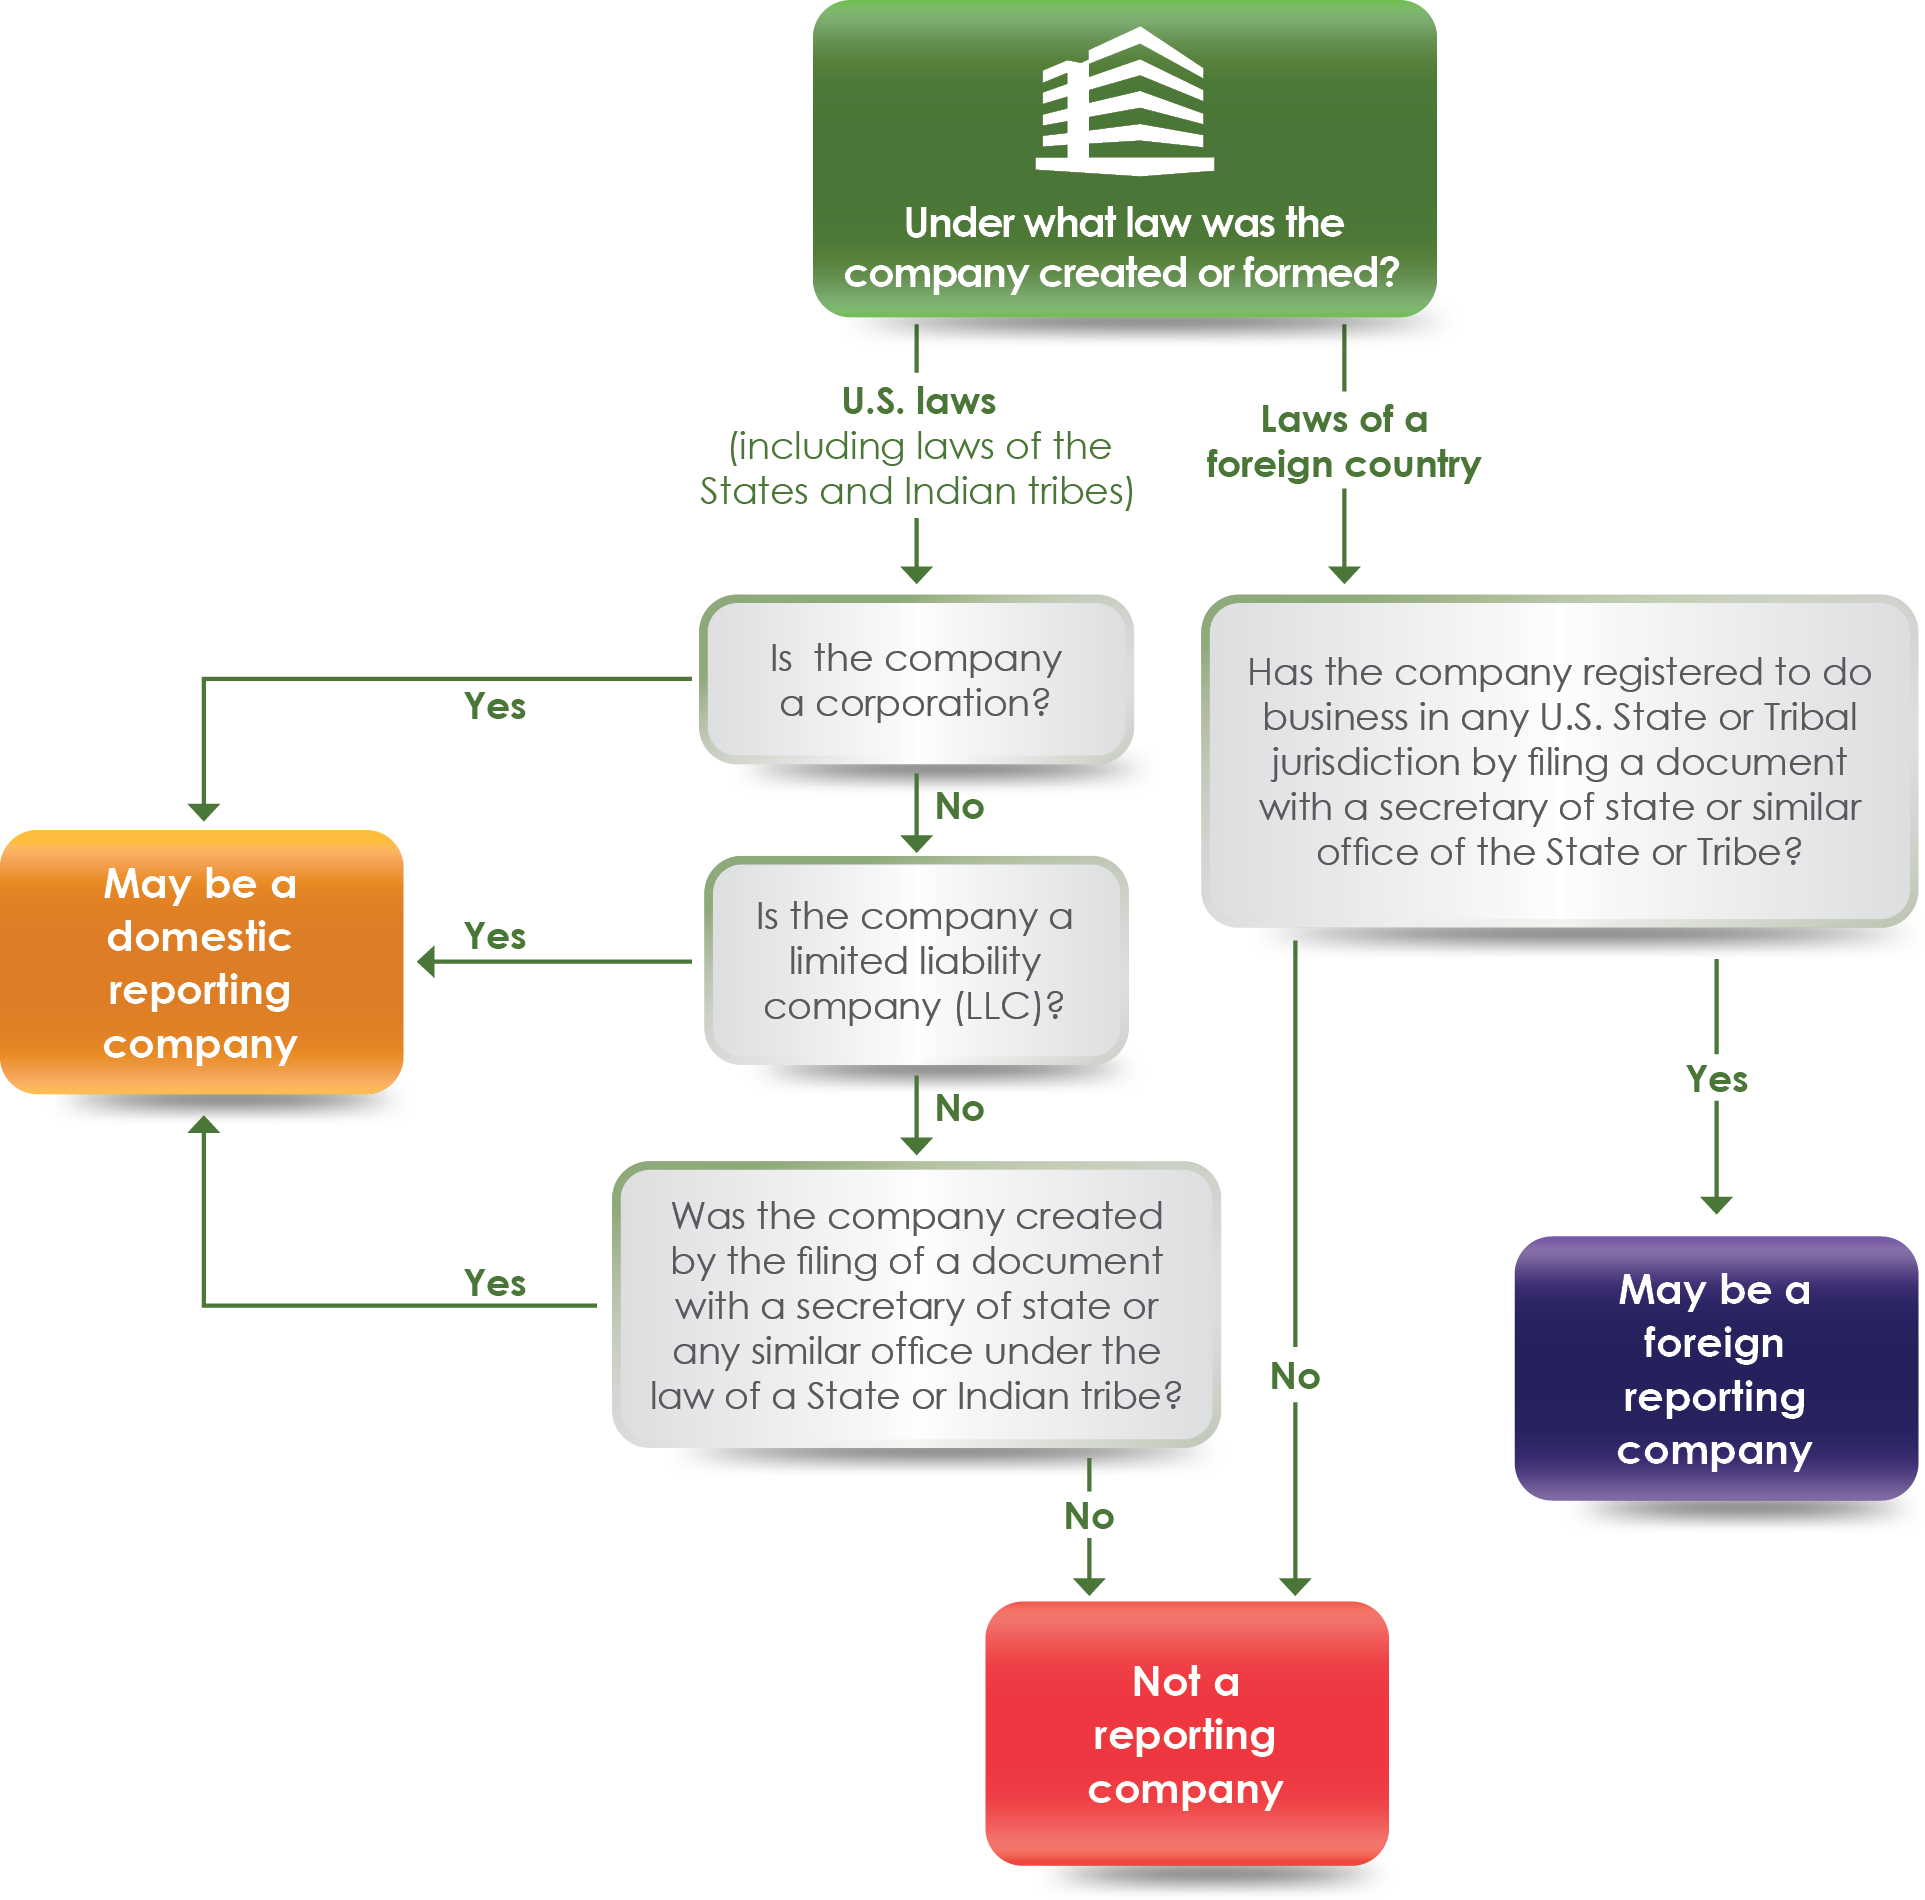 Under what law was the
company created or formed?
U.S. laws
(including laws of the
States and Indian tribes)
Laws of a
foreign country
Is the company
a corporation?
Yes
No
Has the company registered to do
business in any U.S. State or Tribal
jurisdiction by filing a document
with a secretary of state or similar
office of the State or Tribe?
May be a
domestic
reporting
company
Yes
Is the company a
limited liability
company (LLC)?
No
Yes
Was the company created
by the filing of a document
with a secretary of state or
any similar office under the
law of a State or Indian tribe?
Yes
No
May be a
foreign
reporting
company
No
Not a
reporting
company